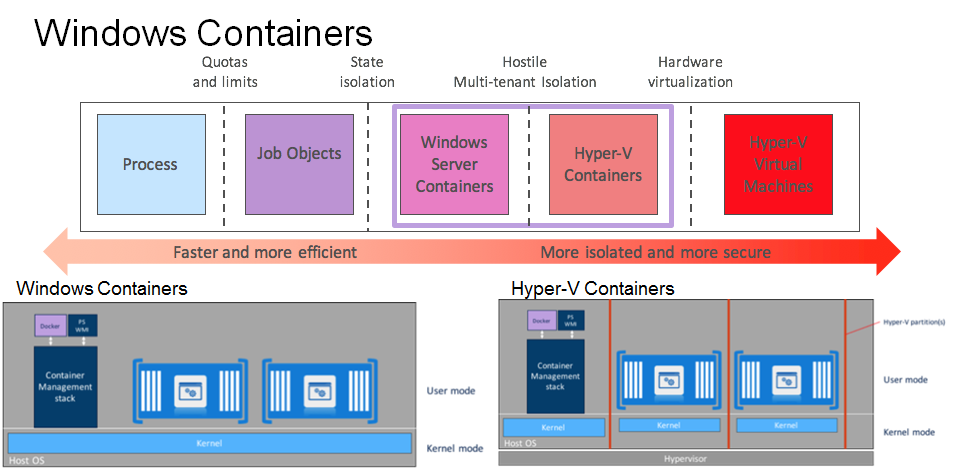 Windows Containers
Quotas
and limits
State
isolation
Hostile
Multi-tenant Isolation
Hardware
virtualization
Process
Job Objects
Windows
Server
Containers
Hyper-V
Containers
Hyper-V
Virtual
Machines
Faster and more efficient
More isolated and more secure
Windows Containers
Docker
PS
WMI
Container
Management
stack
User mode
Kernel
Kernel mode
Host OS
Hyper-V Containers
Docker
PS
WMI
Hyper-V partition(s)
Container
Management
stack
User mode
Kernel
Kernel
Kernel
Kernel mode
Host OS
Hypervisor